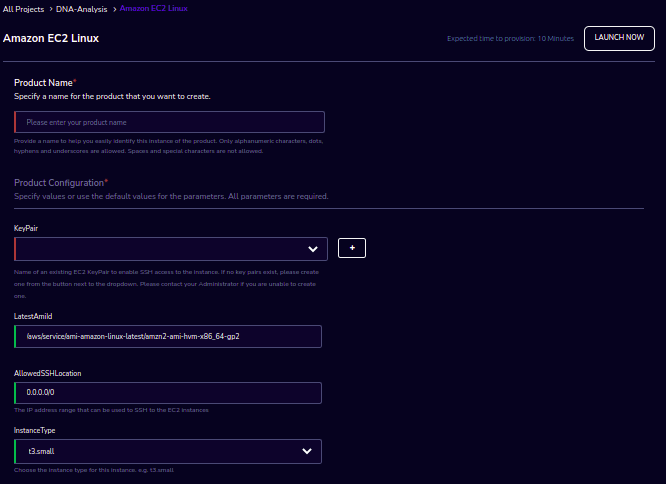 All Projects > DNA-Analysis > Amazon EC2 Linux
Amazon EC2 Linux
Expected time to provision: 10 Minutes
LAUNCH NOW
Product Name*
Specify a name for the product that you want to create.
Please enter your product name
Provide a name to help you easily identify this instance of the product. Only alphanumeric characters, dots,
hyphens and underscores are allowed. Spaces and special characters are not allowed.
Product Configuration*
Specify values or use the default values for the parameters. All parameters are required.
KeyPair
+
Name of an existing EC2 KeyPair to enable SSH access to the instance. If no key pairs exist, please create
one from the button next to the dropdown. Please contact your Administrator if you are unable to create
one.
LatestAmiId
/aws/service/ami-amazon-linux-latest/amzn2-ami-hvm-x86_64-gp2
AllowedSSHLocation
0.0.0.0/0
The IP address range that can be used to SSH to the EC2 instances
InstanceType
t3.small
Choose the instance type for this instance. e.g. t3.small